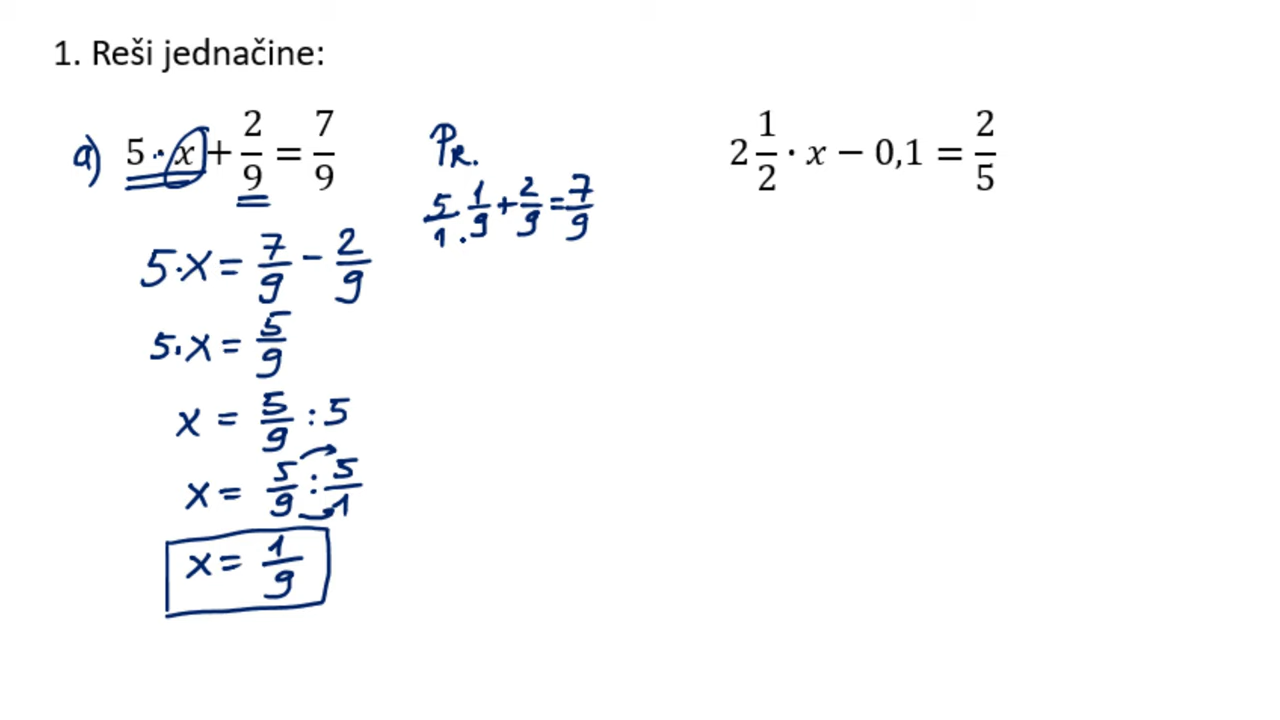 1. Reši jednačine:
a) 5 · x + 2/9 = 7/9
5·x = 7/9 - 2/9
5·x = 5/9
x = 5/9 : 5
x = 5/9 : 5/1
x = 1/9
Pr.
5/1 · 1/9 + 2/9 = 7/9
2 1/2 · x − 0,1 = 2/5